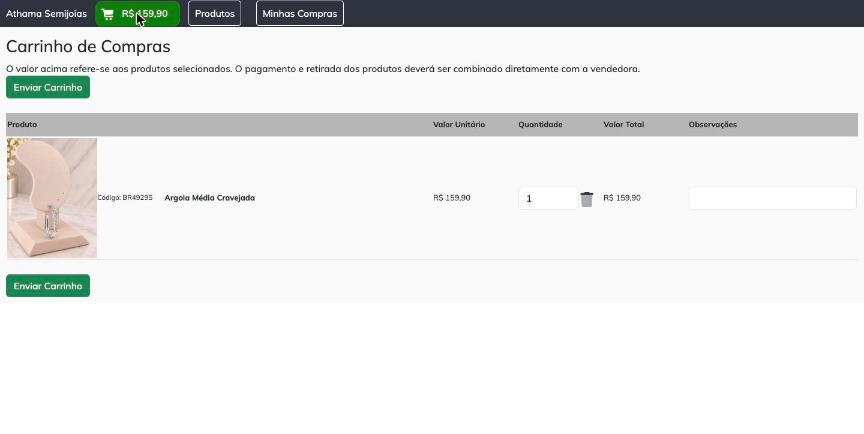 Athama Semijoias R$ 159,90 Produtos Minhas Compras
Carrinho de Compras
O valor acima refere-se aos produtos selecionados. O pagamento e retirada dos produtos deverá ser combinado diretamente com a vendedora.
Enviar Carrinho
Produto Valor Unitário Quantidade Valor Total Observações
Código: BR49295 Argola Média Cravejada R$ 159,90 1 R$ 159,90
Enviar Carrinho